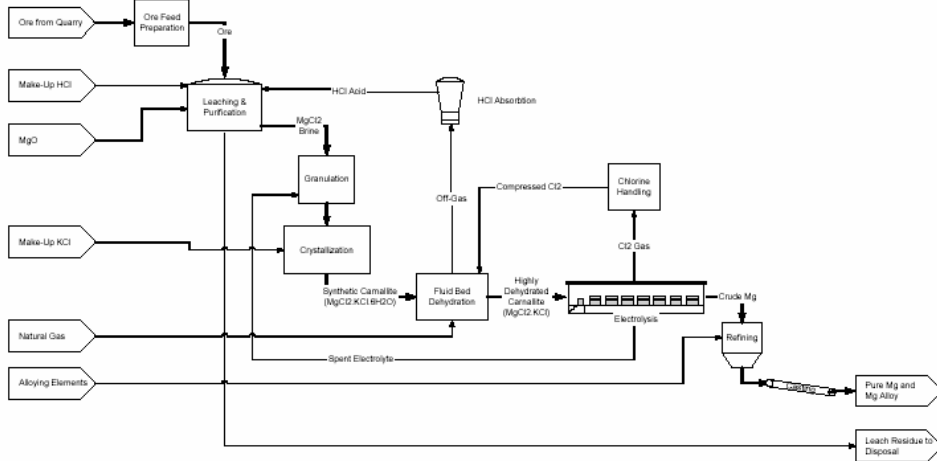 Ore from Quarry
Ore Feed
Preparation
Ore
Make-Up HCl
Leaching &
Purification
HCl Acid
HCl Absorbtion
MgO
MgCl2
Brine
Granulation
Off-Gas
Compressed Cl2
Chlorine
Handling
Make-Up KCl
Crystallization
Cl2 Gas
Synthetic Carnallite
(MgCl2.KCl.6H2O)
Fluid Bed
Dehydration
Highly
Dehydrated
Carnallite
(MgCl2.KCl)
Electrolysis
Crude Mg
Natural Gas
Spent Electrolyte
Refining
Alloying Elements
Casting
Pure Mg and
Mg Alloy
Leach Residue to
Disposal